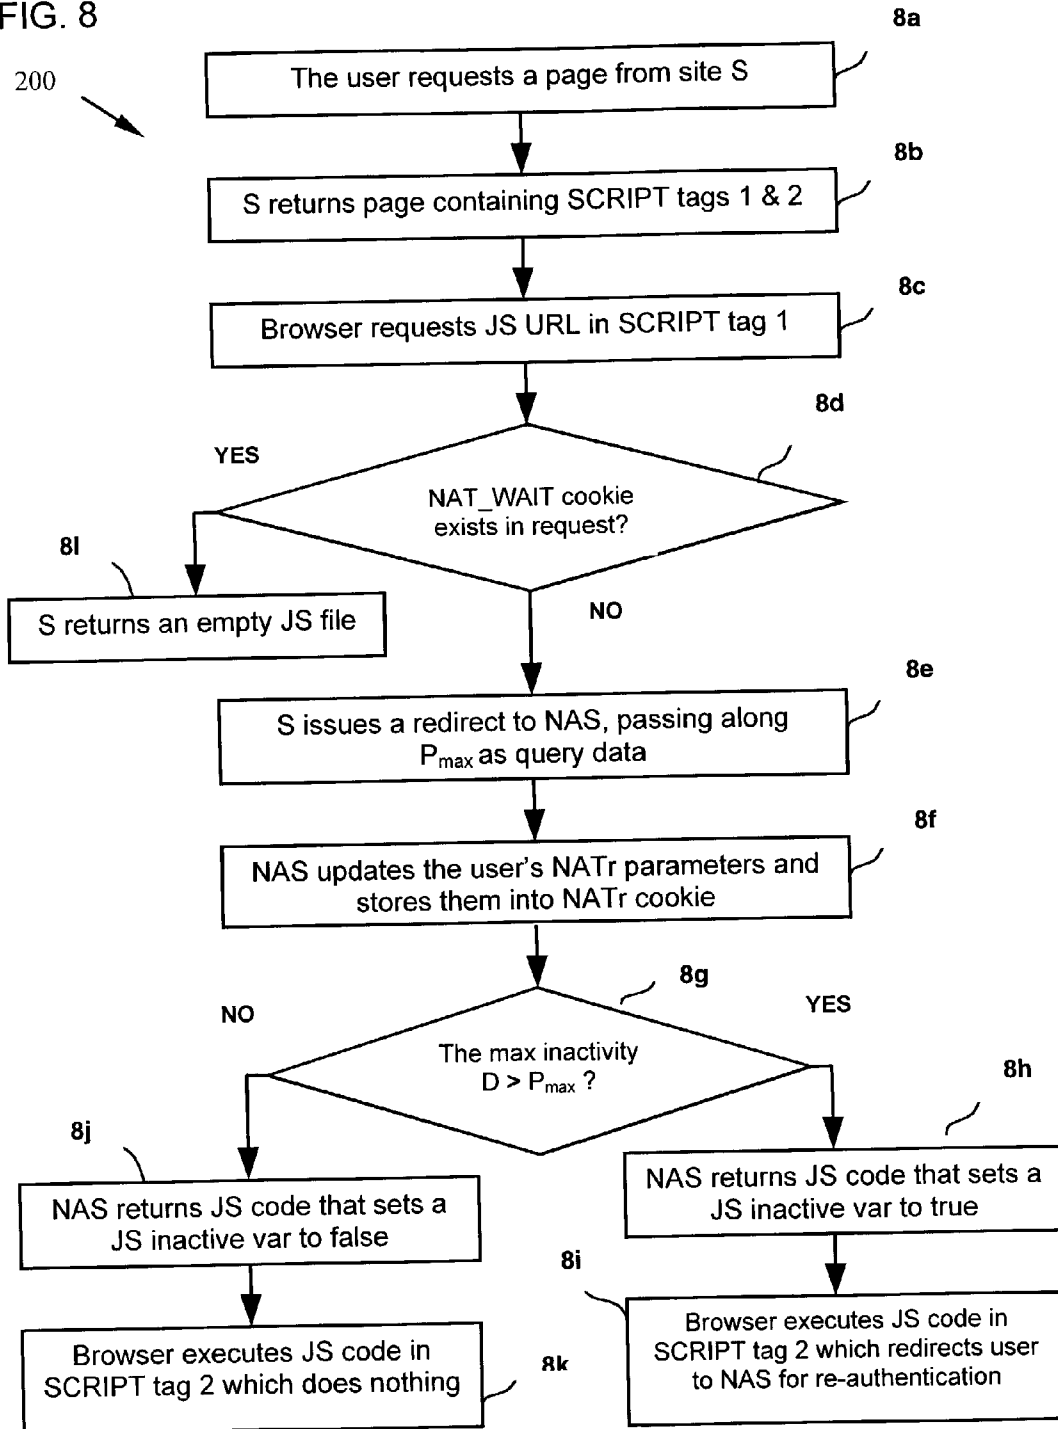 FIG. 8
8a
200
The user requests a page from site S
8b
S returns page containing SCRIPT tags 1 & 2
8c
Browser requests JS URL in SCRIPT tag 1
8d
YES
NAT_WAIT cookie
exists in request?
8l
S returns an empty JS file
NO
8e
S issues a redirect to NAS, passing along
Pmax as query data
8f
NAS updates the user's NATr parameters and
stores them into NATr cookie
8g
NO
YES
The max inactivity
D > Pmax ?
8h
8j
NAS returns JS code that sets a
JS inactive var to true
NAS returns JS code that sets a
JS inactive var to false
8i
Browser executes JS code in
SCRIPT tag 2 which redirects user
to NAS for re-authentication
Browser executes JS code in
SCRIPT tag 2 which does nothing
8k